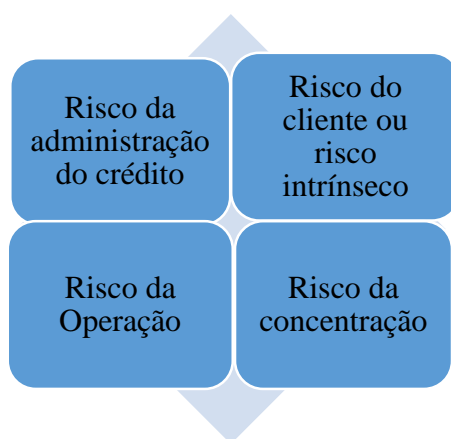 Risco da
administração
do crédito
Risco do
cliente ou
risco
intrínseco
Risco da
Operação
Risco da
concentração